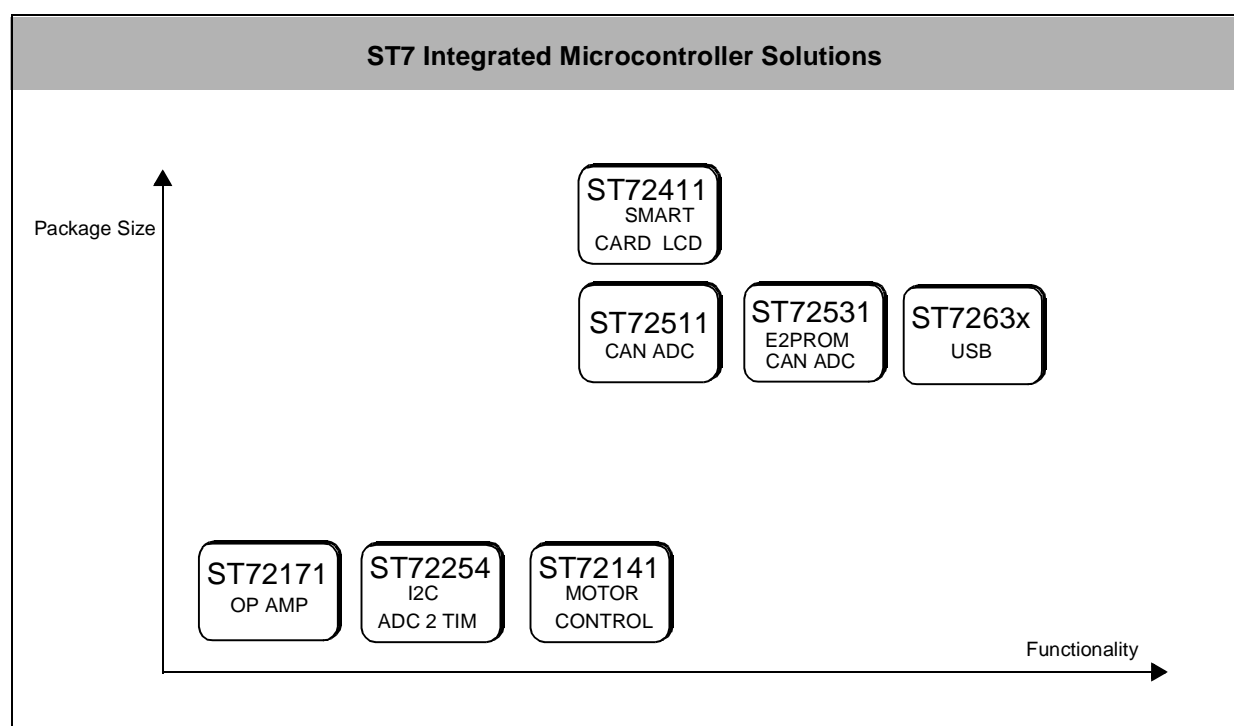 ST7 Integrated Microcontroller Solutions
Package Size
ST72411
SMART
CARD LCD
ST72511
CAN ADC
ST72531
E2PROM
CAN ADC
ST7263x
USB
ST72171
OP AMP
ST72254
I2C
ADC 2 TIM
ST72141
MOTOR
CONTROL
Functionality